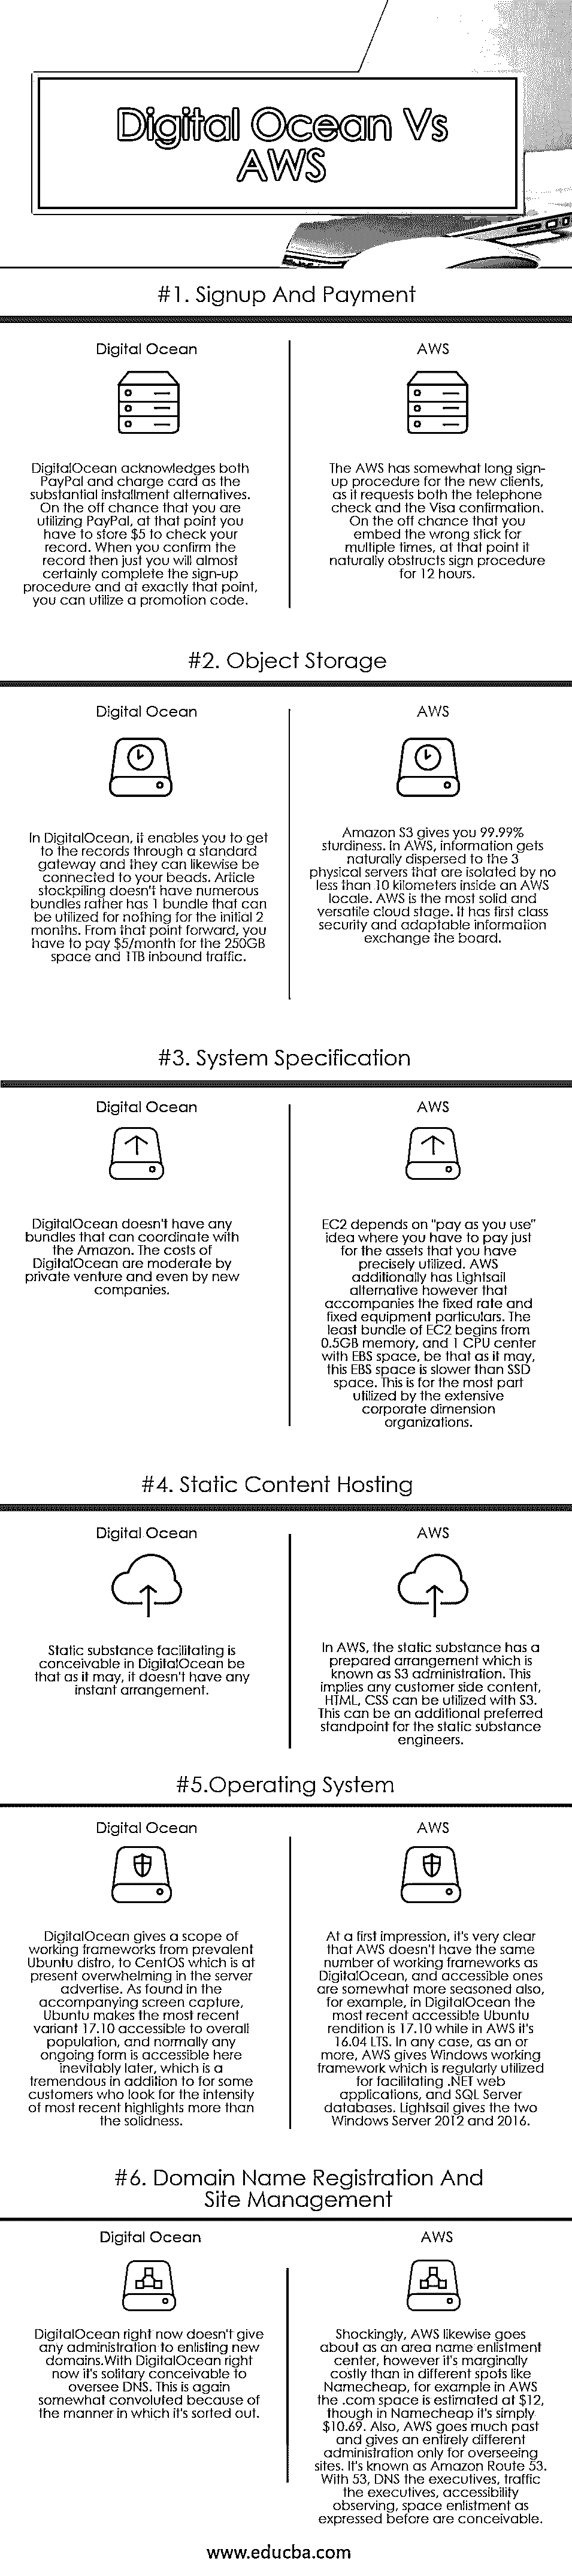 Digital Ocean Vs
AWS
#1. Signup And Payment
Digital Ocean
DigitalOcean acknowledges both
PayPal and charge card as the
substantial installment alternatives.
On the off chance that you are
utilizing PayPal, at that point you
have to store $5 to check your
record. When you confirm the
record then just you will almost
certainly complete the sign-up
procedure and at exactly that point,
you can utilize a promotion code.
AWS
The AWS has somewhat long sign-
up procedure for the new clients,
as it requests both the telephone
check and the Visa confirmation.
On the off chance that you
embed the wrong stick for
multiple times, at that point it
naturally obstructs sign procedure
for 12 hours.
#2. Object Storage
Digital Ocean
In DigitalOcean, it enables you to get
to the records through a standard
gateway and they can likewise be
connected to your beads. Article
stockpiling doesn't have numerous
bundles rather has 1 bundle that can
be utilized for nothing for the initial 2
months. From that point forward, you
have to pay $5/month for the 250GB
space and 1TB inbound traffic.
AWS
Amazon S3 gives you 99.99%
sturdiness. In AWS, information gets
naturally dispersed to the 3
physical servers that are isolated by no
less than 10 kilometers inside an AWS
locale. AWS is the most solid and
versatile cloud stage. It has first class
security and adaptable information
exchange the board.
#3. System Specification
Digital Ocean
DigitalOcean doesn't have any
bundles that can coordinate with
the Amazon. The costs of
DigitalOcean are moderate by
private venture and even by new
companies.
AWS
EC2 depends on "pay as you use"
idea where you have to pay just
for the assets that you have
precisely utilized. AWS
additionally has Lightsail
alternative however that
accompanies the fixed rate and
fixed equipment particulars. The
least bundle of EC2 begins from
0.5GB memory, and 1 CPU center
with EBS space, be that as it may,
this EBS space is slower than SSD
space. This is for the most part
utilized by the extensive
corporate dimension
organizations.
#4. Static Content Hosting
Digital Ocean
Static substance facilitating is
conceivable in DigitalOcean be
that as it may, it doesn't have any
instant arrangement.
AWS
In AWS, the static substance has a
prepared arrangement which is
known as S3 administration. This
implies any customer side content,
HTML, CSS can be utilized with S3.
This can be an additional preferred
standpoint for the static substance
engineers.
#5.Operating System
Digital Ocean
DigitalOcean gives a scope of
working frameworks from prevalent
Ubuntu distro, to CentOS which is at
present overwhelming in the server
advertise. As found in the
accompanying screen capture,
Ubuntu makes the most recent
variant 17.10 accessible to overall
population, and normally any
ongoing form is accessible here
inevitably later, which is a
tremendous in addition to for some
customers who look for the intensity
of most recent highlights more than
the solidness.
AWS
At a first impression, it's very clear
that AWS doesn't have the same
number of working frameworks as
DigitalOcean, and accessible ones
are somewhat more seasoned also,
for example, in DigitalOcean the
most recent accessible Ubuntu
rendition is 17.10 while in AWS it's
16.04 LTS. In any case, as an or
more, AWS gives Windows working
framework which is regularly utilized
for facilitating .NET web
applications, and SQL Server
databases. Lightsail gives the two
Windows Server 2012 and 2016.
#6. Domain Name Registration And
Site Management
Digital Ocean
DigitalOcean right now doesn't give
any administration to enlisting new
domains.With DigitalOcean right
now it's solitary conceivable to
oversee DNS. This is again
somewhat convoluted because of
the manner in which it's sorted out.
AWS
Shockingly, AWS likewise goes
about as an area name enlistment
center, however it's marginally
costly than in different spots like
Namecheap, for example in AWS
the .com space is estimated at $12,
though in Namecheap it's simply
$10.69. Also, AWS goes much past
and gives an entirely different
administration only for overseeing
sites. It's known as Amazon Route 53.
With 53, DNS the executives, traffic
the executives, accessibility
observing, space enlistment as
expressed before are conceivable.
www.educba.com